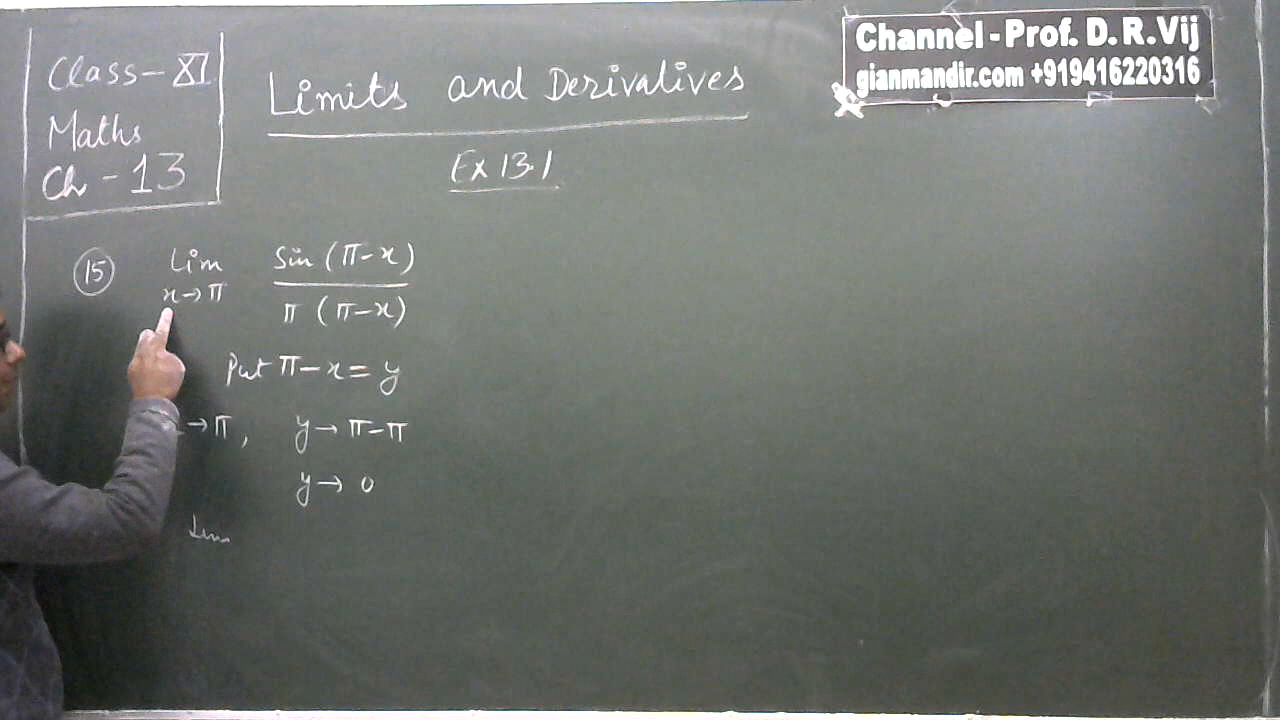 Class - XI
Maths
Ch - 13
Limits and Derivatives
Ex 13.1
Channel - Prof. D. R. Vij
gianmandir.com +919416220316
15 Lim x→π Sin (π-x) / π (π-x)
Put π-x = y
→π, y→π-π
y→0
Lim